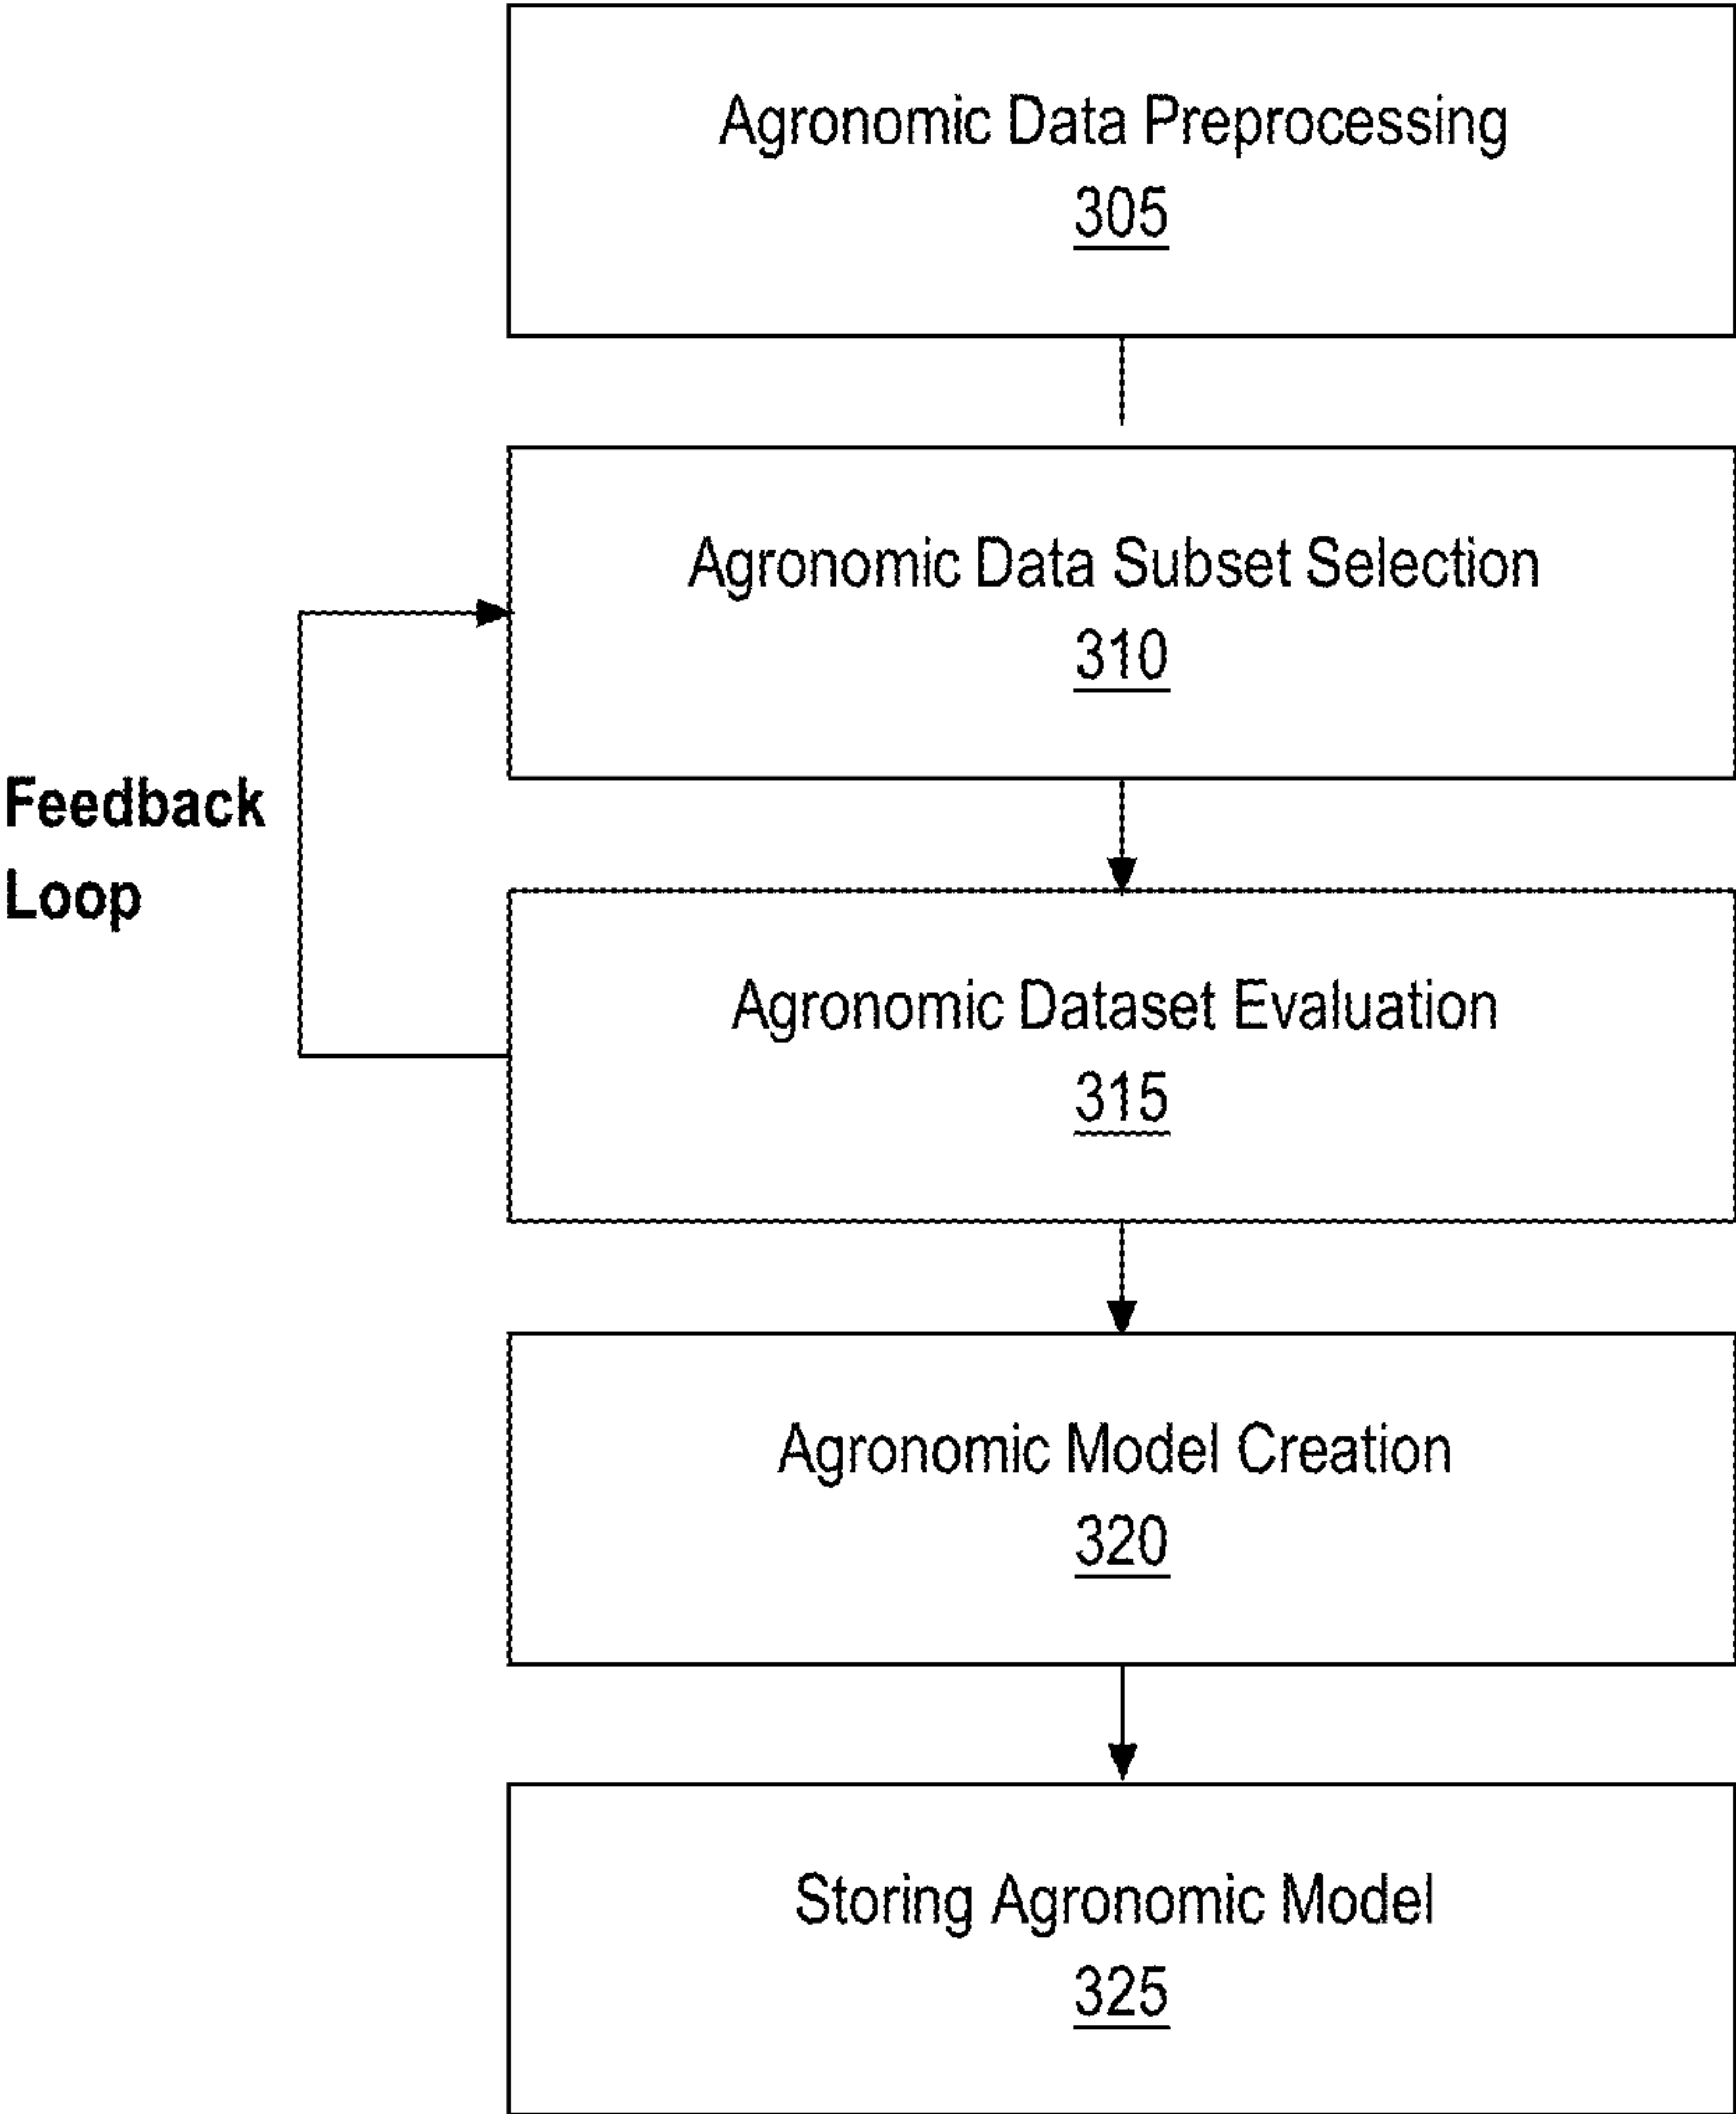 Agronomic Data Preprocessing
305
Agronomic Data Subset Selection
310
Feedback
Loop
Agronomic Dataset Evaluation
315
Agronomic Model Creation
320
Storing Agronomic Model
325